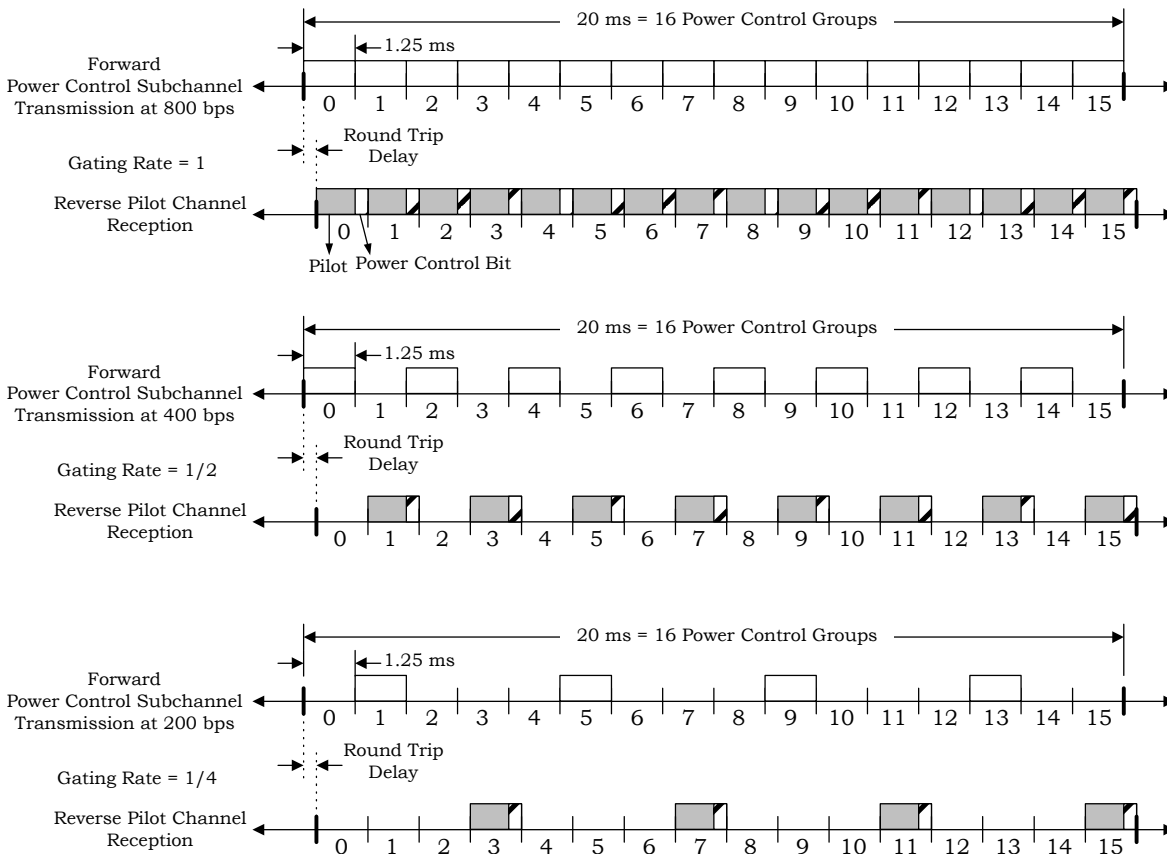 20 ms = 16 Power Control Groups
1.25 ms
Forward
Power Control Subchannel
Transmission at 800 bps
0 1 2 3 4 5 6 7 8 9 10 11 12 13 14 15
Round Trip
Delay
Gating Rate = 1
Reverse Pilot Channel
Reception
0 1 2 3 4 5 6 7 8 9 10 11 12 13 14 15
Pilot
Power Control Bit
20 ms = 16 Power Control Groups
1.25 ms
Forward
Power Control Subchannel
Transmission at 400 bps
0 1 2 3 4 5 6 7 8 9 10 11 12 13 14 15
Round Trip
Delay
Gating Rate = 1/2
Reverse Pilot Channel
Reception
0 1 2 3 4 5 6 7 8 9 10 11 12 13 14 15
20 ms = 16 Power Control Groups
1.25 ms
Forward
Power Control Subchannel
Transmission at 200 bps
0 1 2 3 4 5 6 7 8 9 10 11 12 13 14 15
Round Trip
Delay
Gating Rate = 1/4
Reverse Pilot Channel
Reception
0 1 2 3 4 5 6 7 8 9 10 11 12 13 14 15